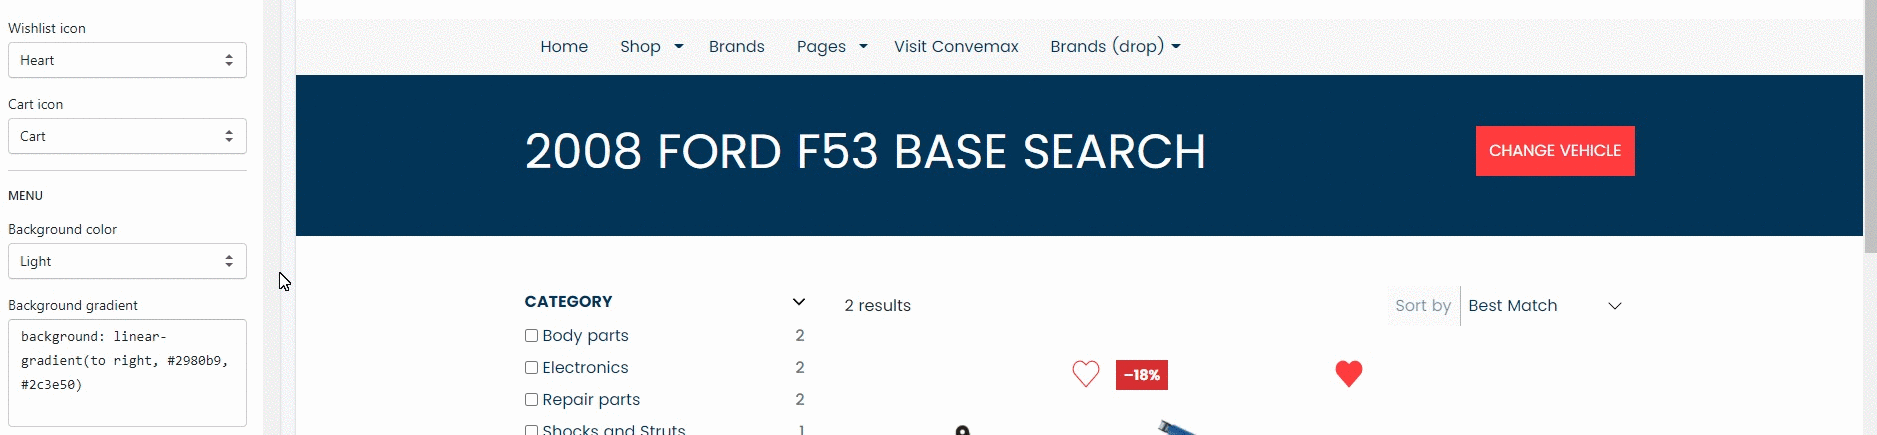 Wishlist icon
Heart
Cart icon
Cart
MENU
Background color
Light
Background gradient
background: linear-
gradient(to right, #2980b9,
#2c3e50)
Home Shop Brands Pages Visit Convemax Brands (drop)
2008 FORD F53 BASE SEARCH
CHANGE VEHICLE
CATEGORY
Body parts 2
Electronics 2
Repair parts 2
Shocks and Struts 1
2 results
Sort by Best Match
–18%